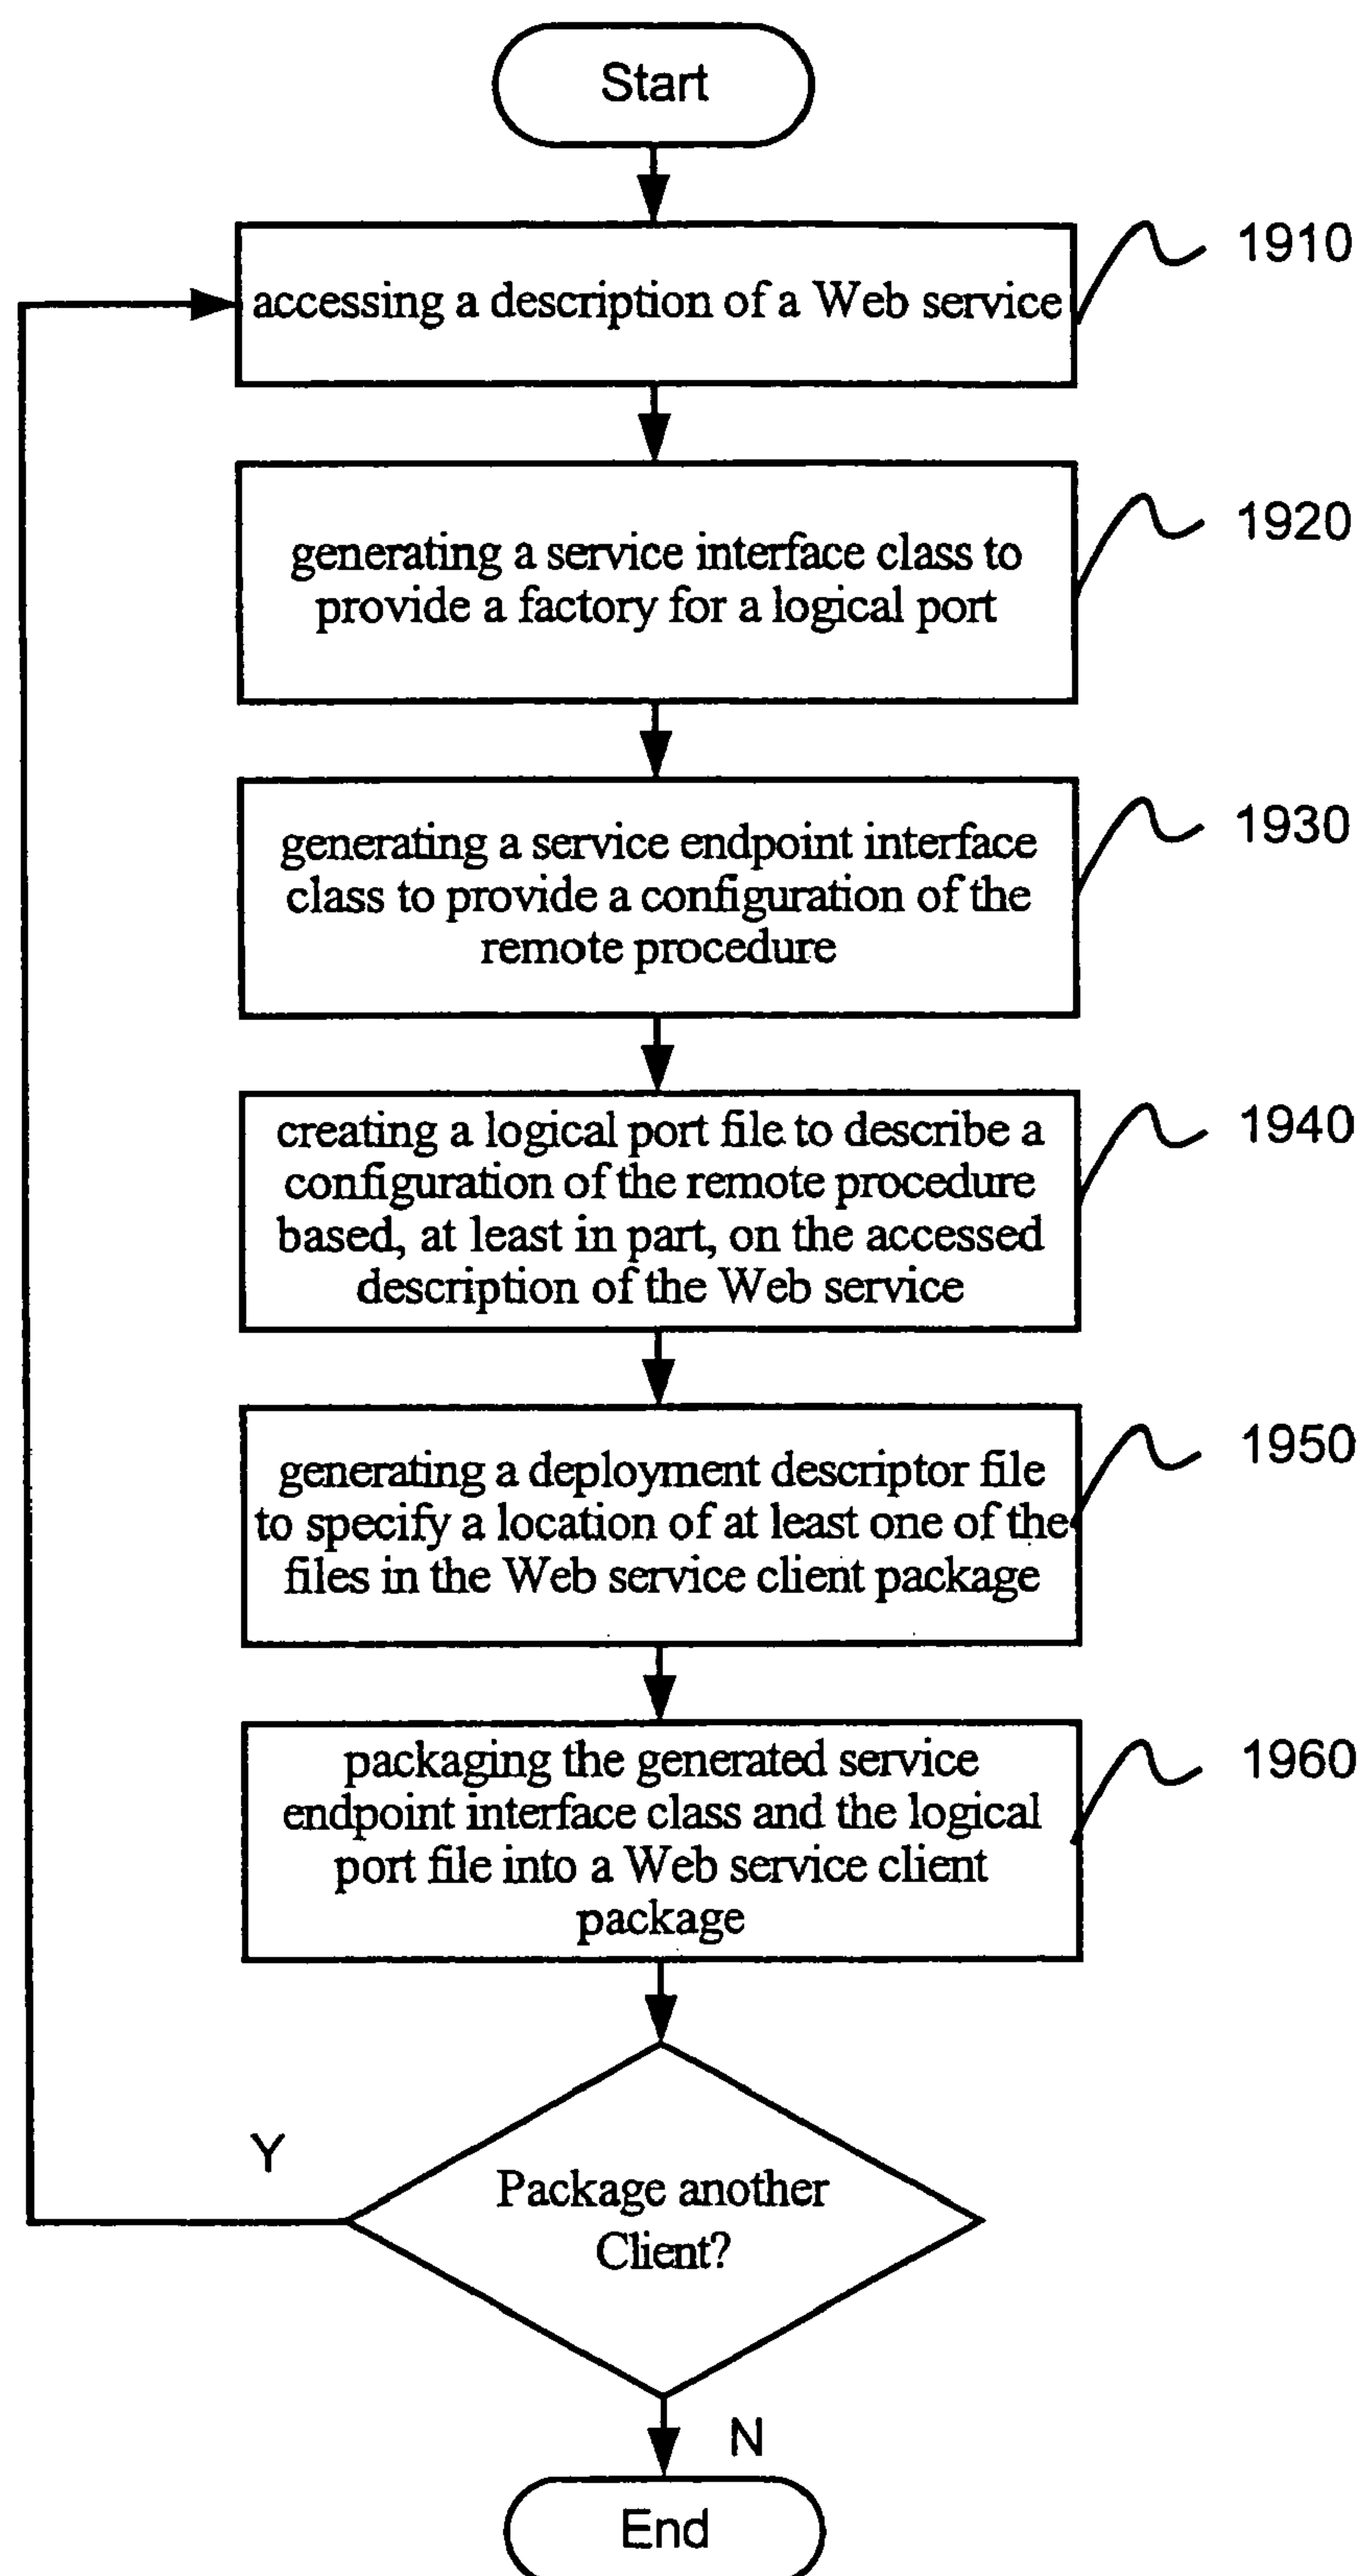 Start
accessing a description of a Web service
1910
generating a service interface class to
provide a factory for a logical port
1920
generating a service endpoint interface
class to provide a configuration of the
remote procedure
1930
creating a logical port file to describe a
configuration of the remote procedure
based, at least in part, on the accessed
description of the Web service
1940
generating a deployment descriptor file
to specify a location of at least one of the
files in the Web service client package
1950
packaging the generated service
endpoint interface class and the logical
port file into a Web service client
package
1960
Y
Package another
Client?
N
End